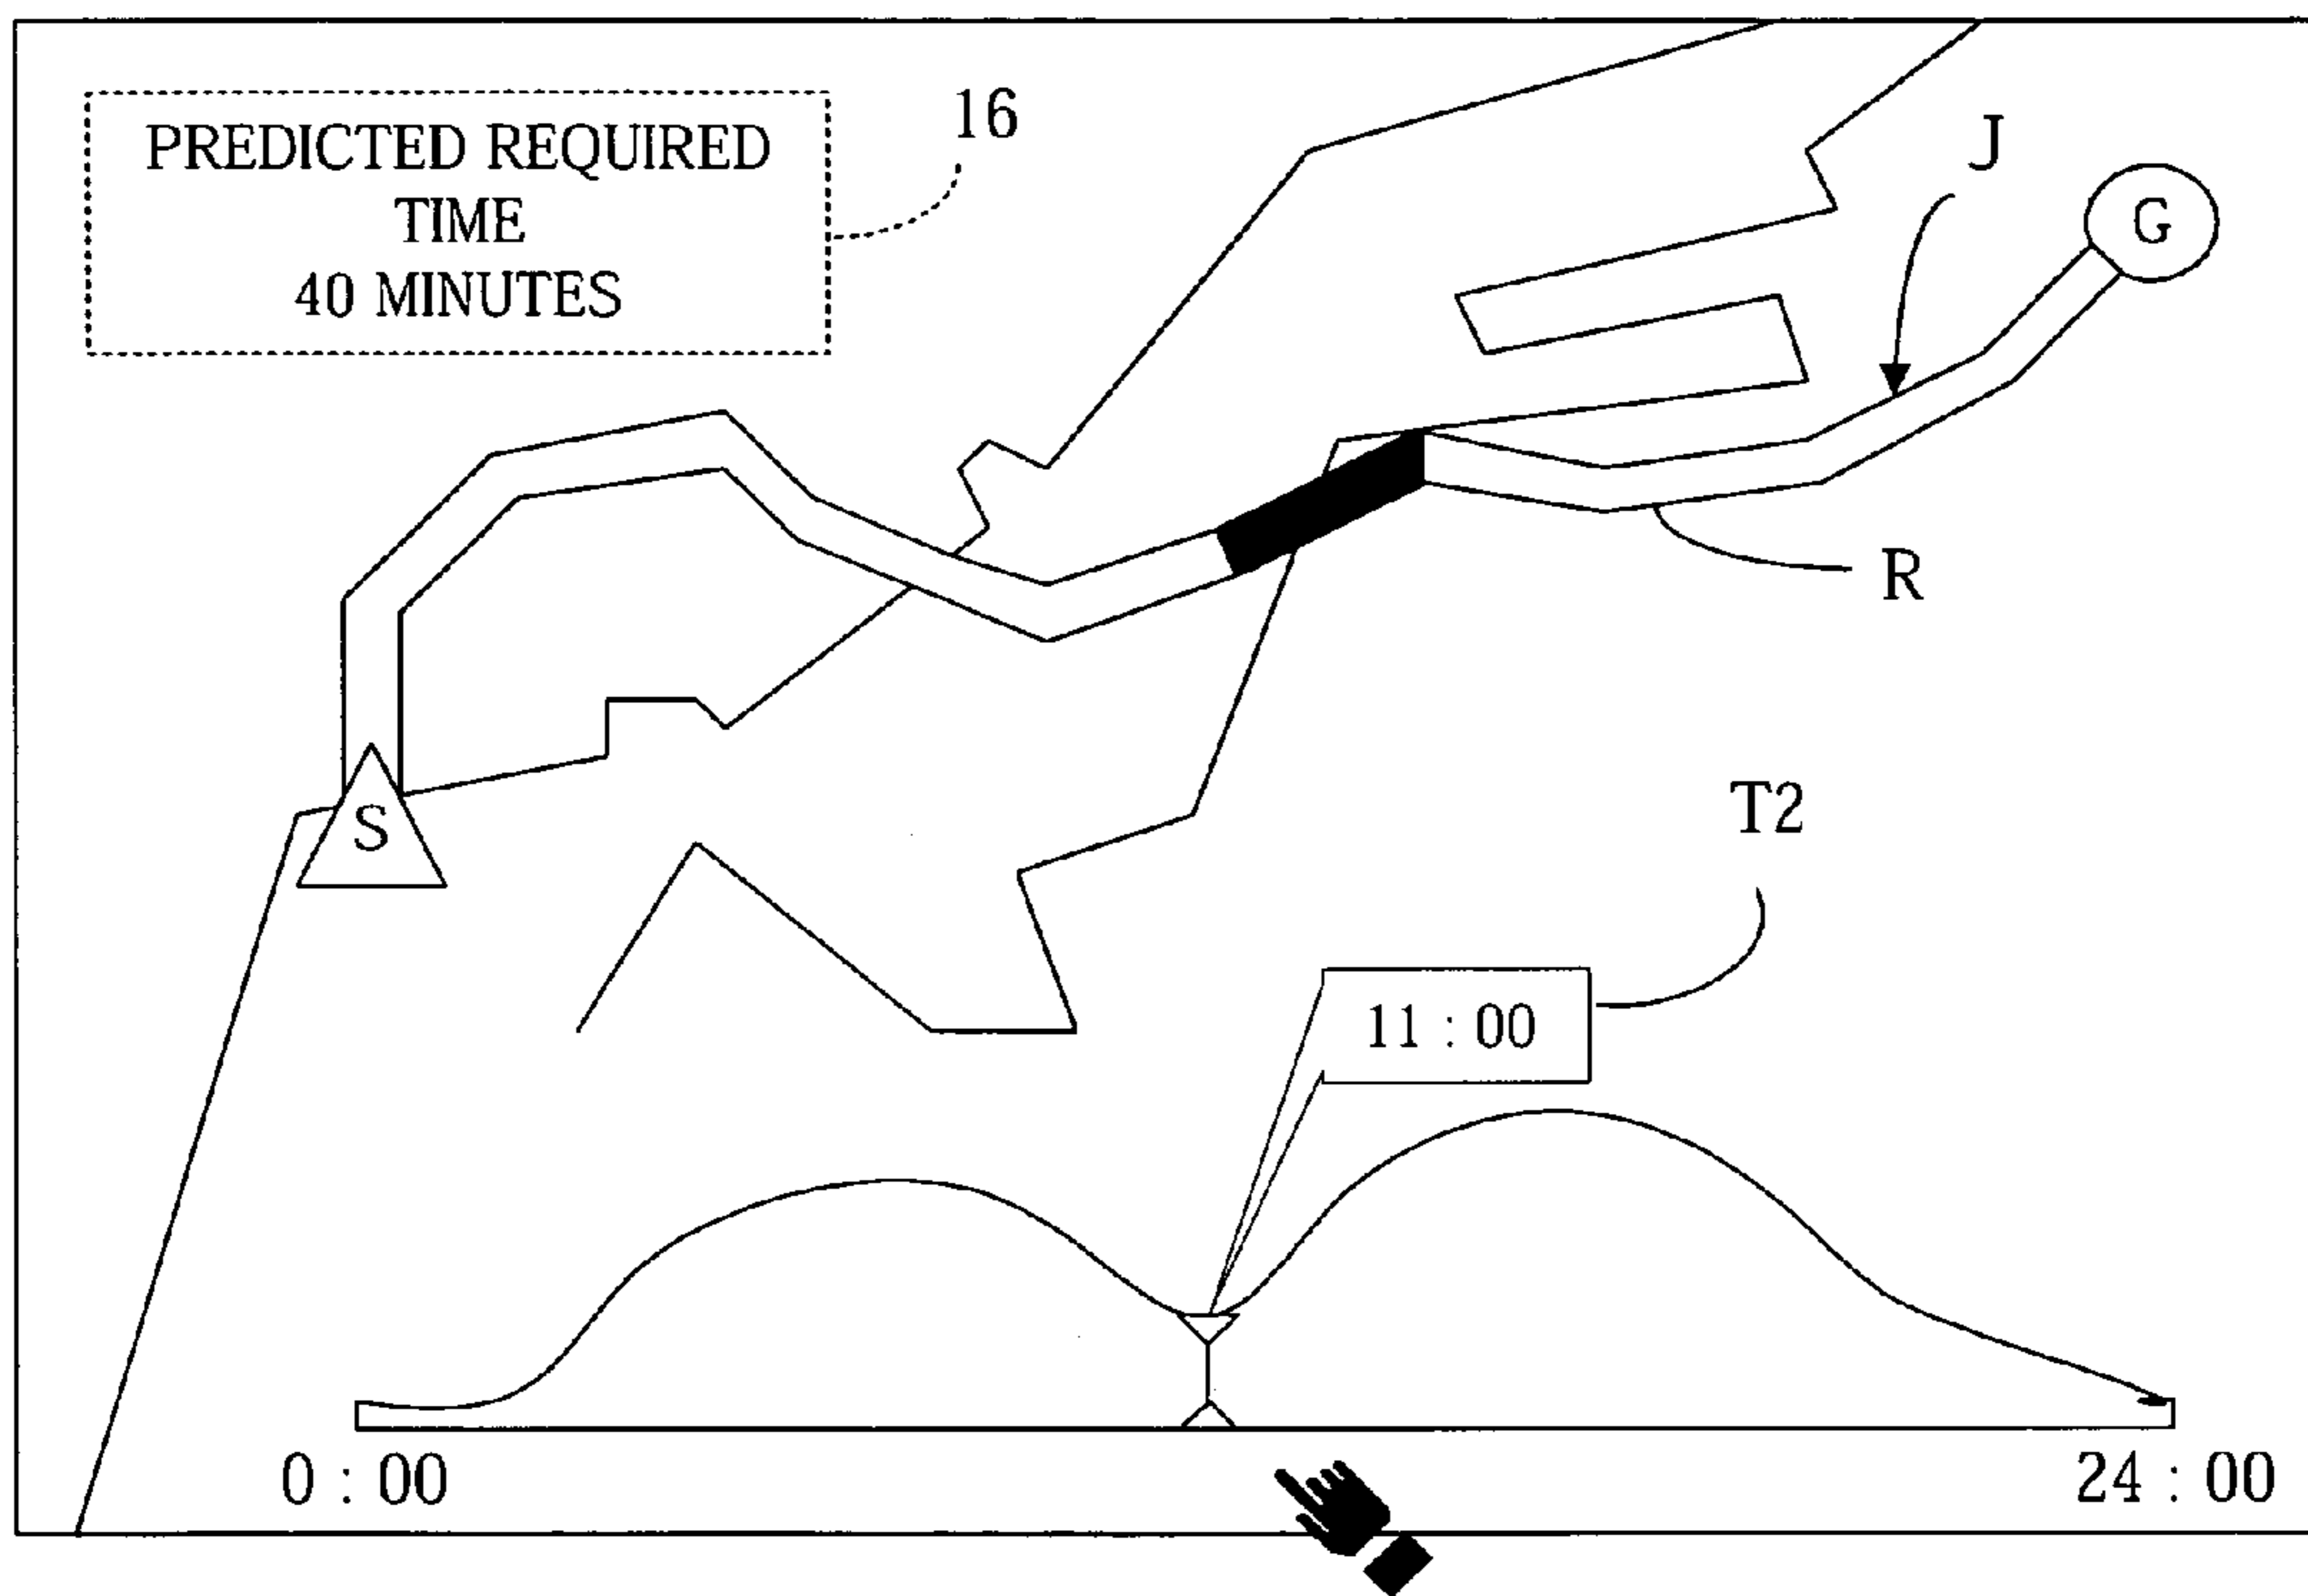 PREDICTED REQUIRED
TIME
40 MINUTES
16
J
G
R
S
T2
11 : 00
0 : 00
24 : 00